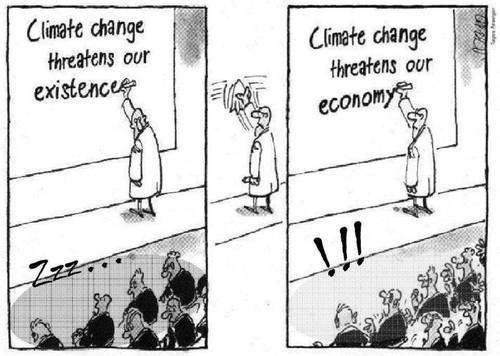 Climate change
threatens our
existence
Zzz...
Climate change
threatens our
economy
!!!